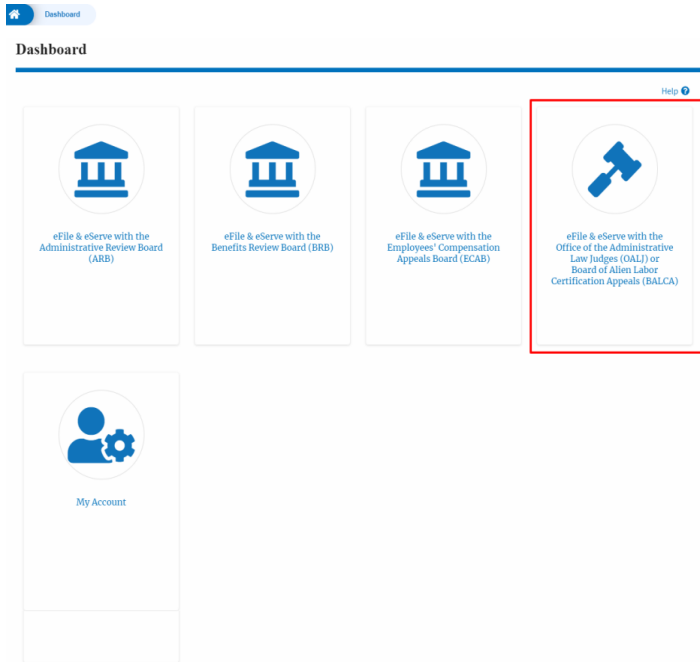 Dashboard
Dashboard
Help
eFile & eServe with the
Administrative Review Board
(ARB)
eFile & eServe with the
Benefits Review Board (BRB)
eFile & eServe with the
Employees' Compensation
Appeals Board (ECAB)
eFile & eServe with the
Office of the Administrative
Law Judges (OALJ) or
Board of Alien Labor
Certification Appeals (BALCA)
My Account